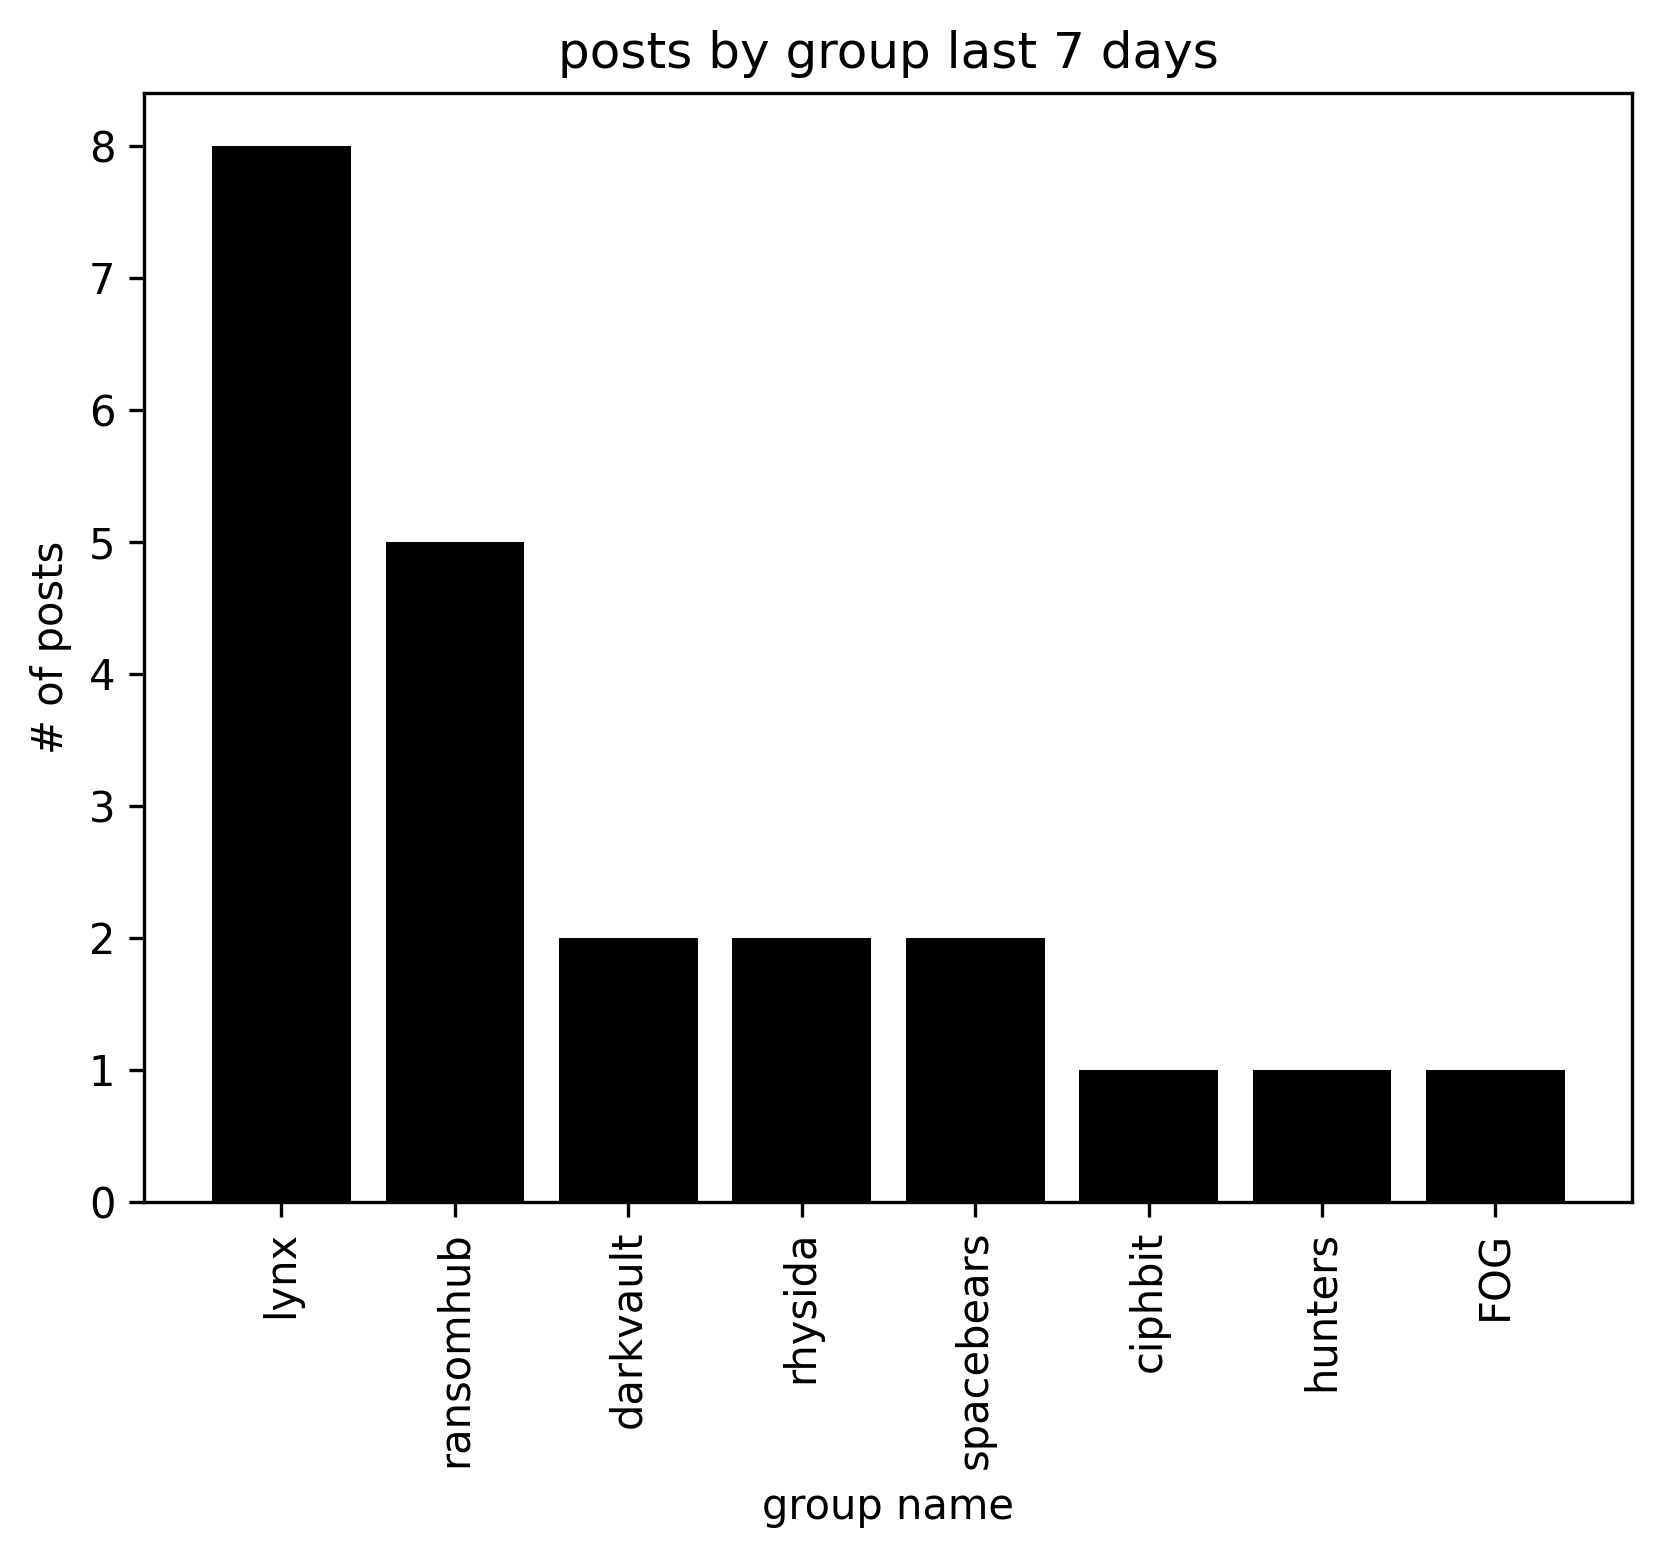 posts by group last 7 days
# of posts
8
7
6
5
4
3
2
1
0
lynx
ransomhub
darkvault
rhysida
spacebears
ciphbit
hunters
FOG
group name